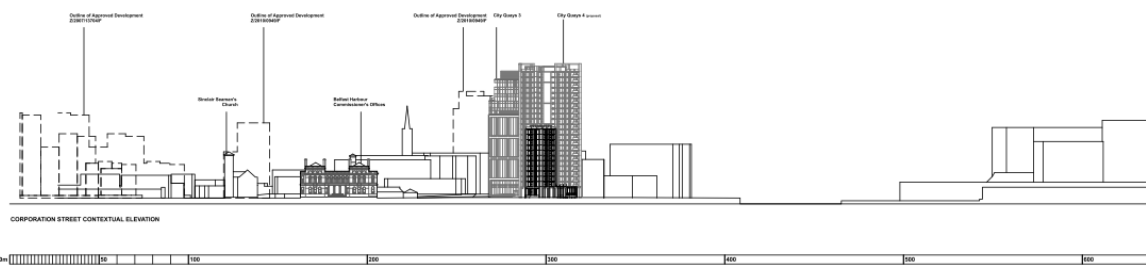 Outline of Approved Development
Outline of Approved Development
Outline of Approved Development
City Quays 3
City Quays 4
Sinclair Seamen's
Church
Belfast Harbour
Commissioner's Offices
CORPORATION STREET CONTEXTUAL ELEVATION
0m 50 100 200 300 400 500 600